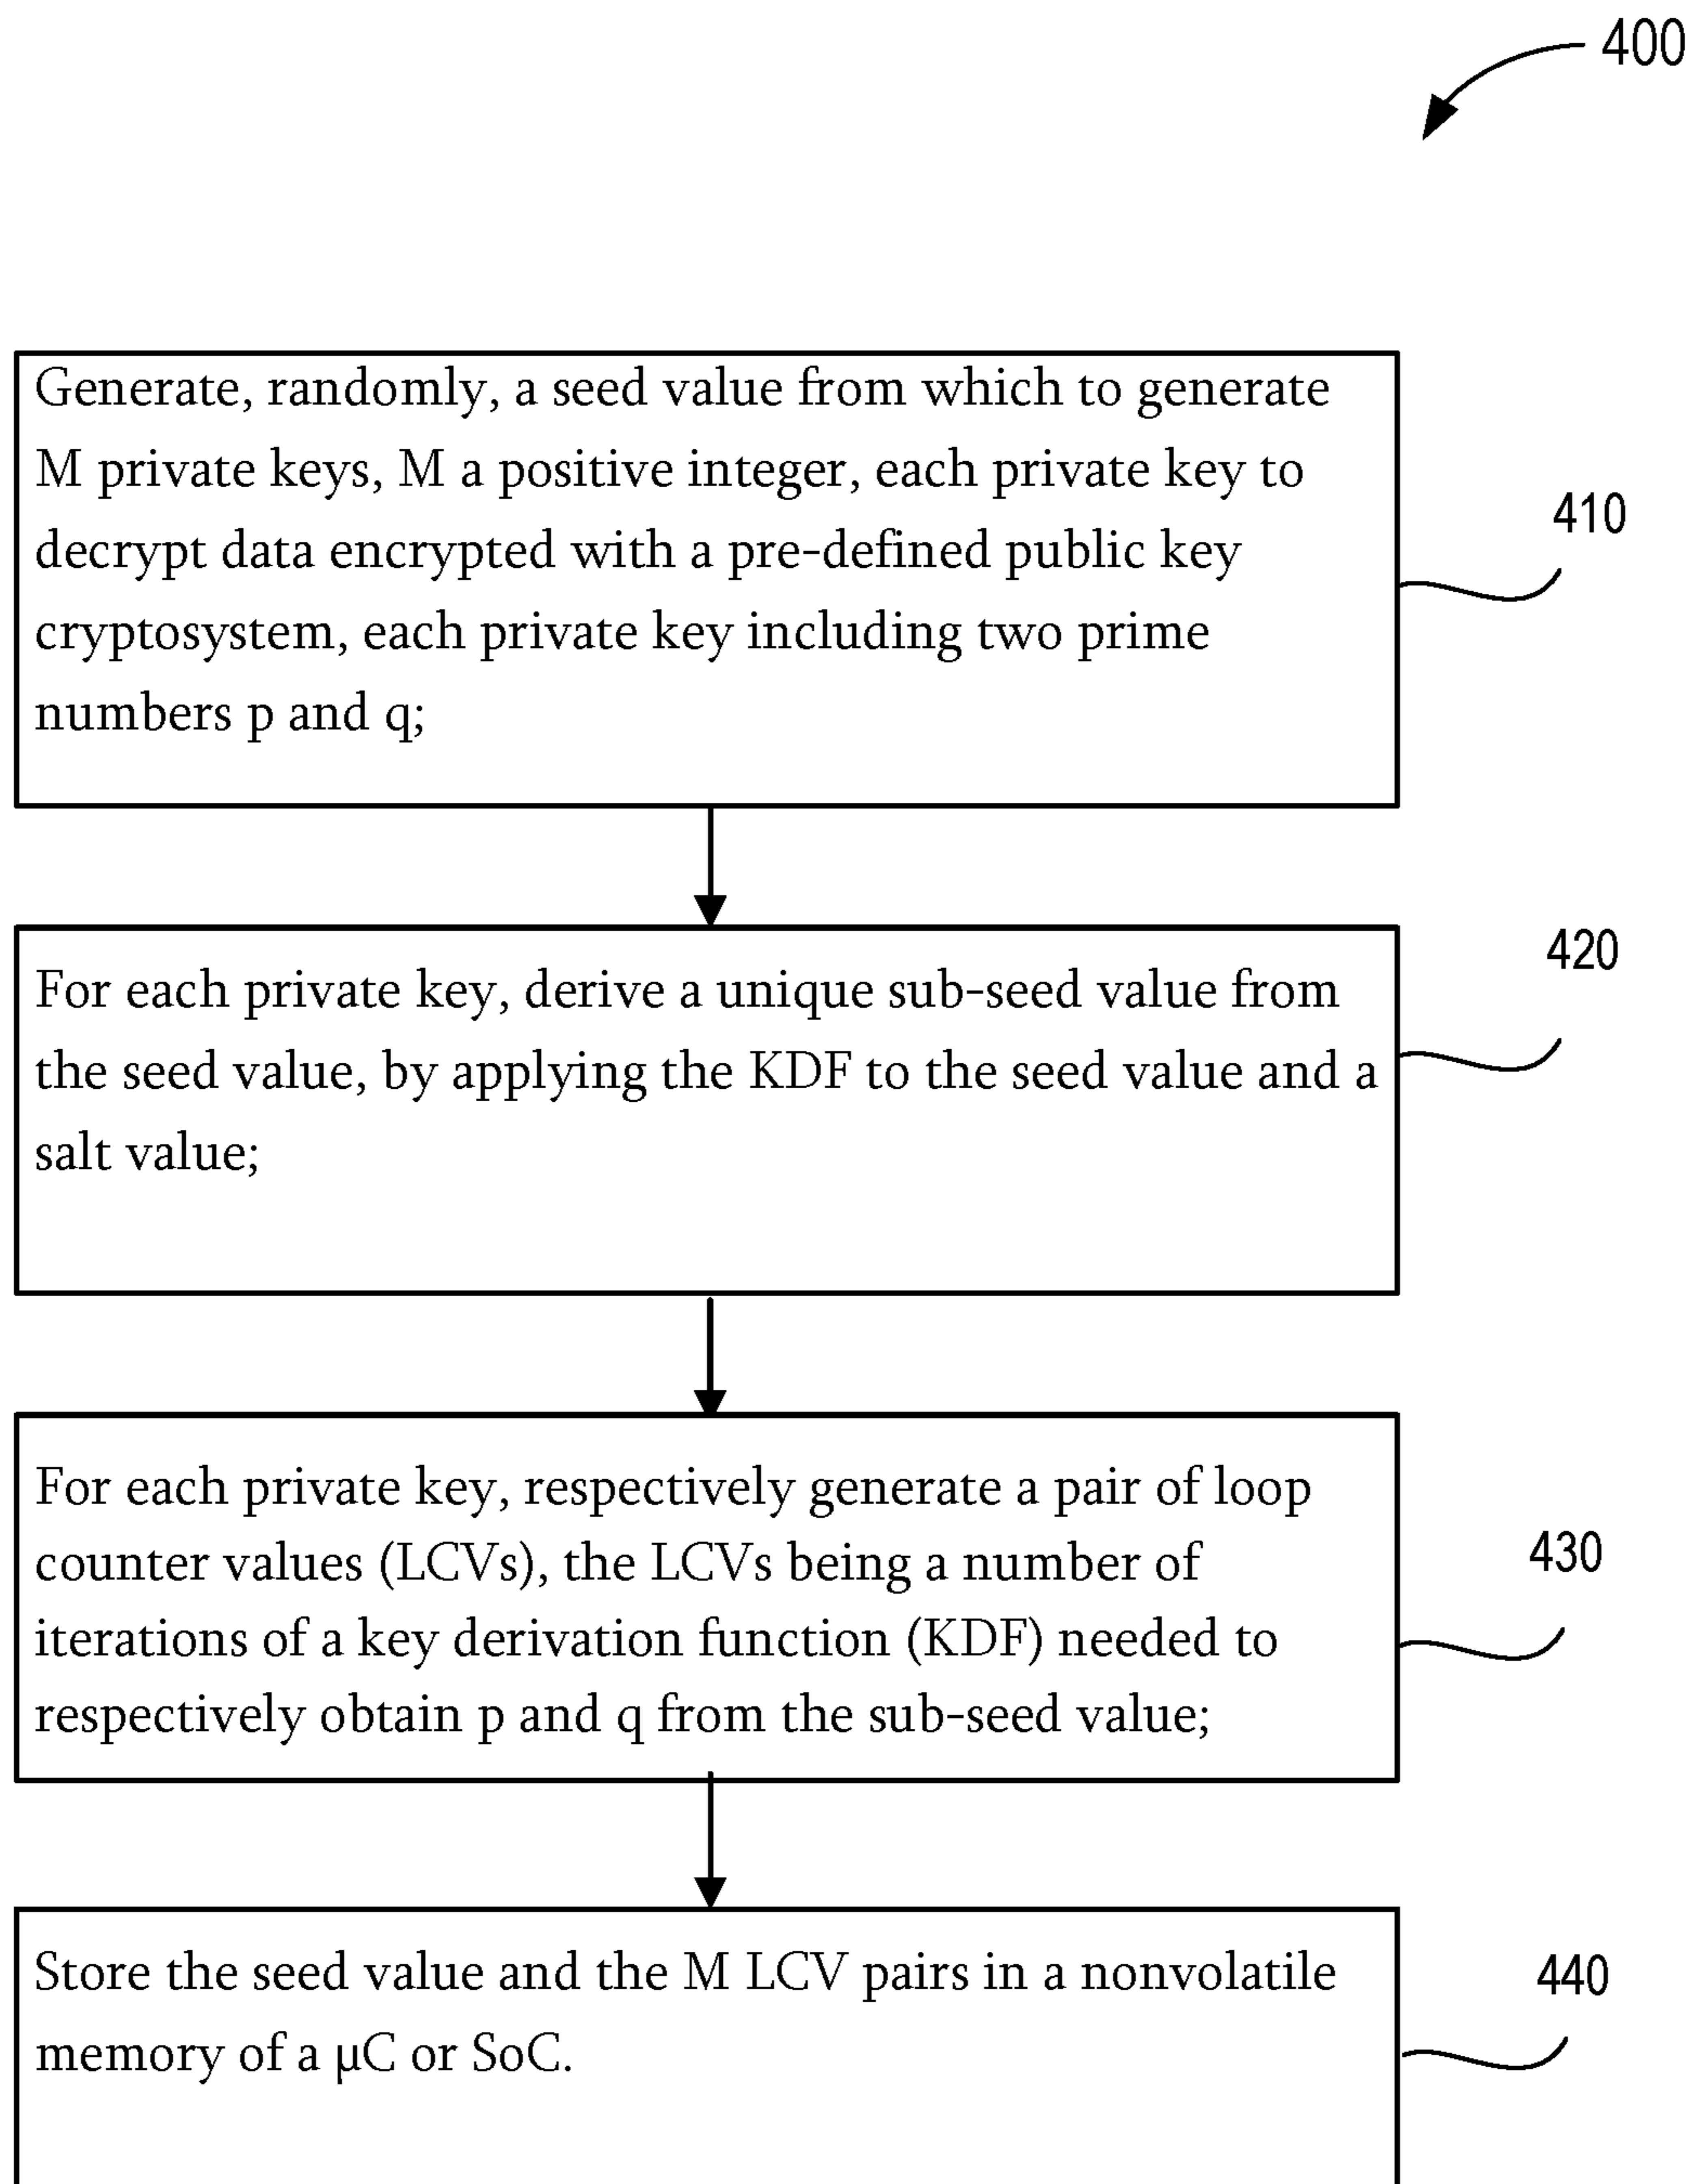 400
Generate, randomly, a seed value from which to generate
M private keys, M a positive integer, each private key to
decrypt data encrypted with a pre-defined public key
cryptosystem, each private key including two prime
numbers p and q;
410
For each private key, derive a unique sub-seed value from
the seed value, by applying the KDF to the seed value and a
salt value;
420
For each private key, respectively generate a pair of loop
counter values (LCVs), the LCVs being a number of
iterations of a key derivation function (KDF) needed to
respectively obtain p and q from the sub-seed value;
430
Store the seed value and the M LCV pairs in a nonvolatile
memory of a µC or SoC.
440